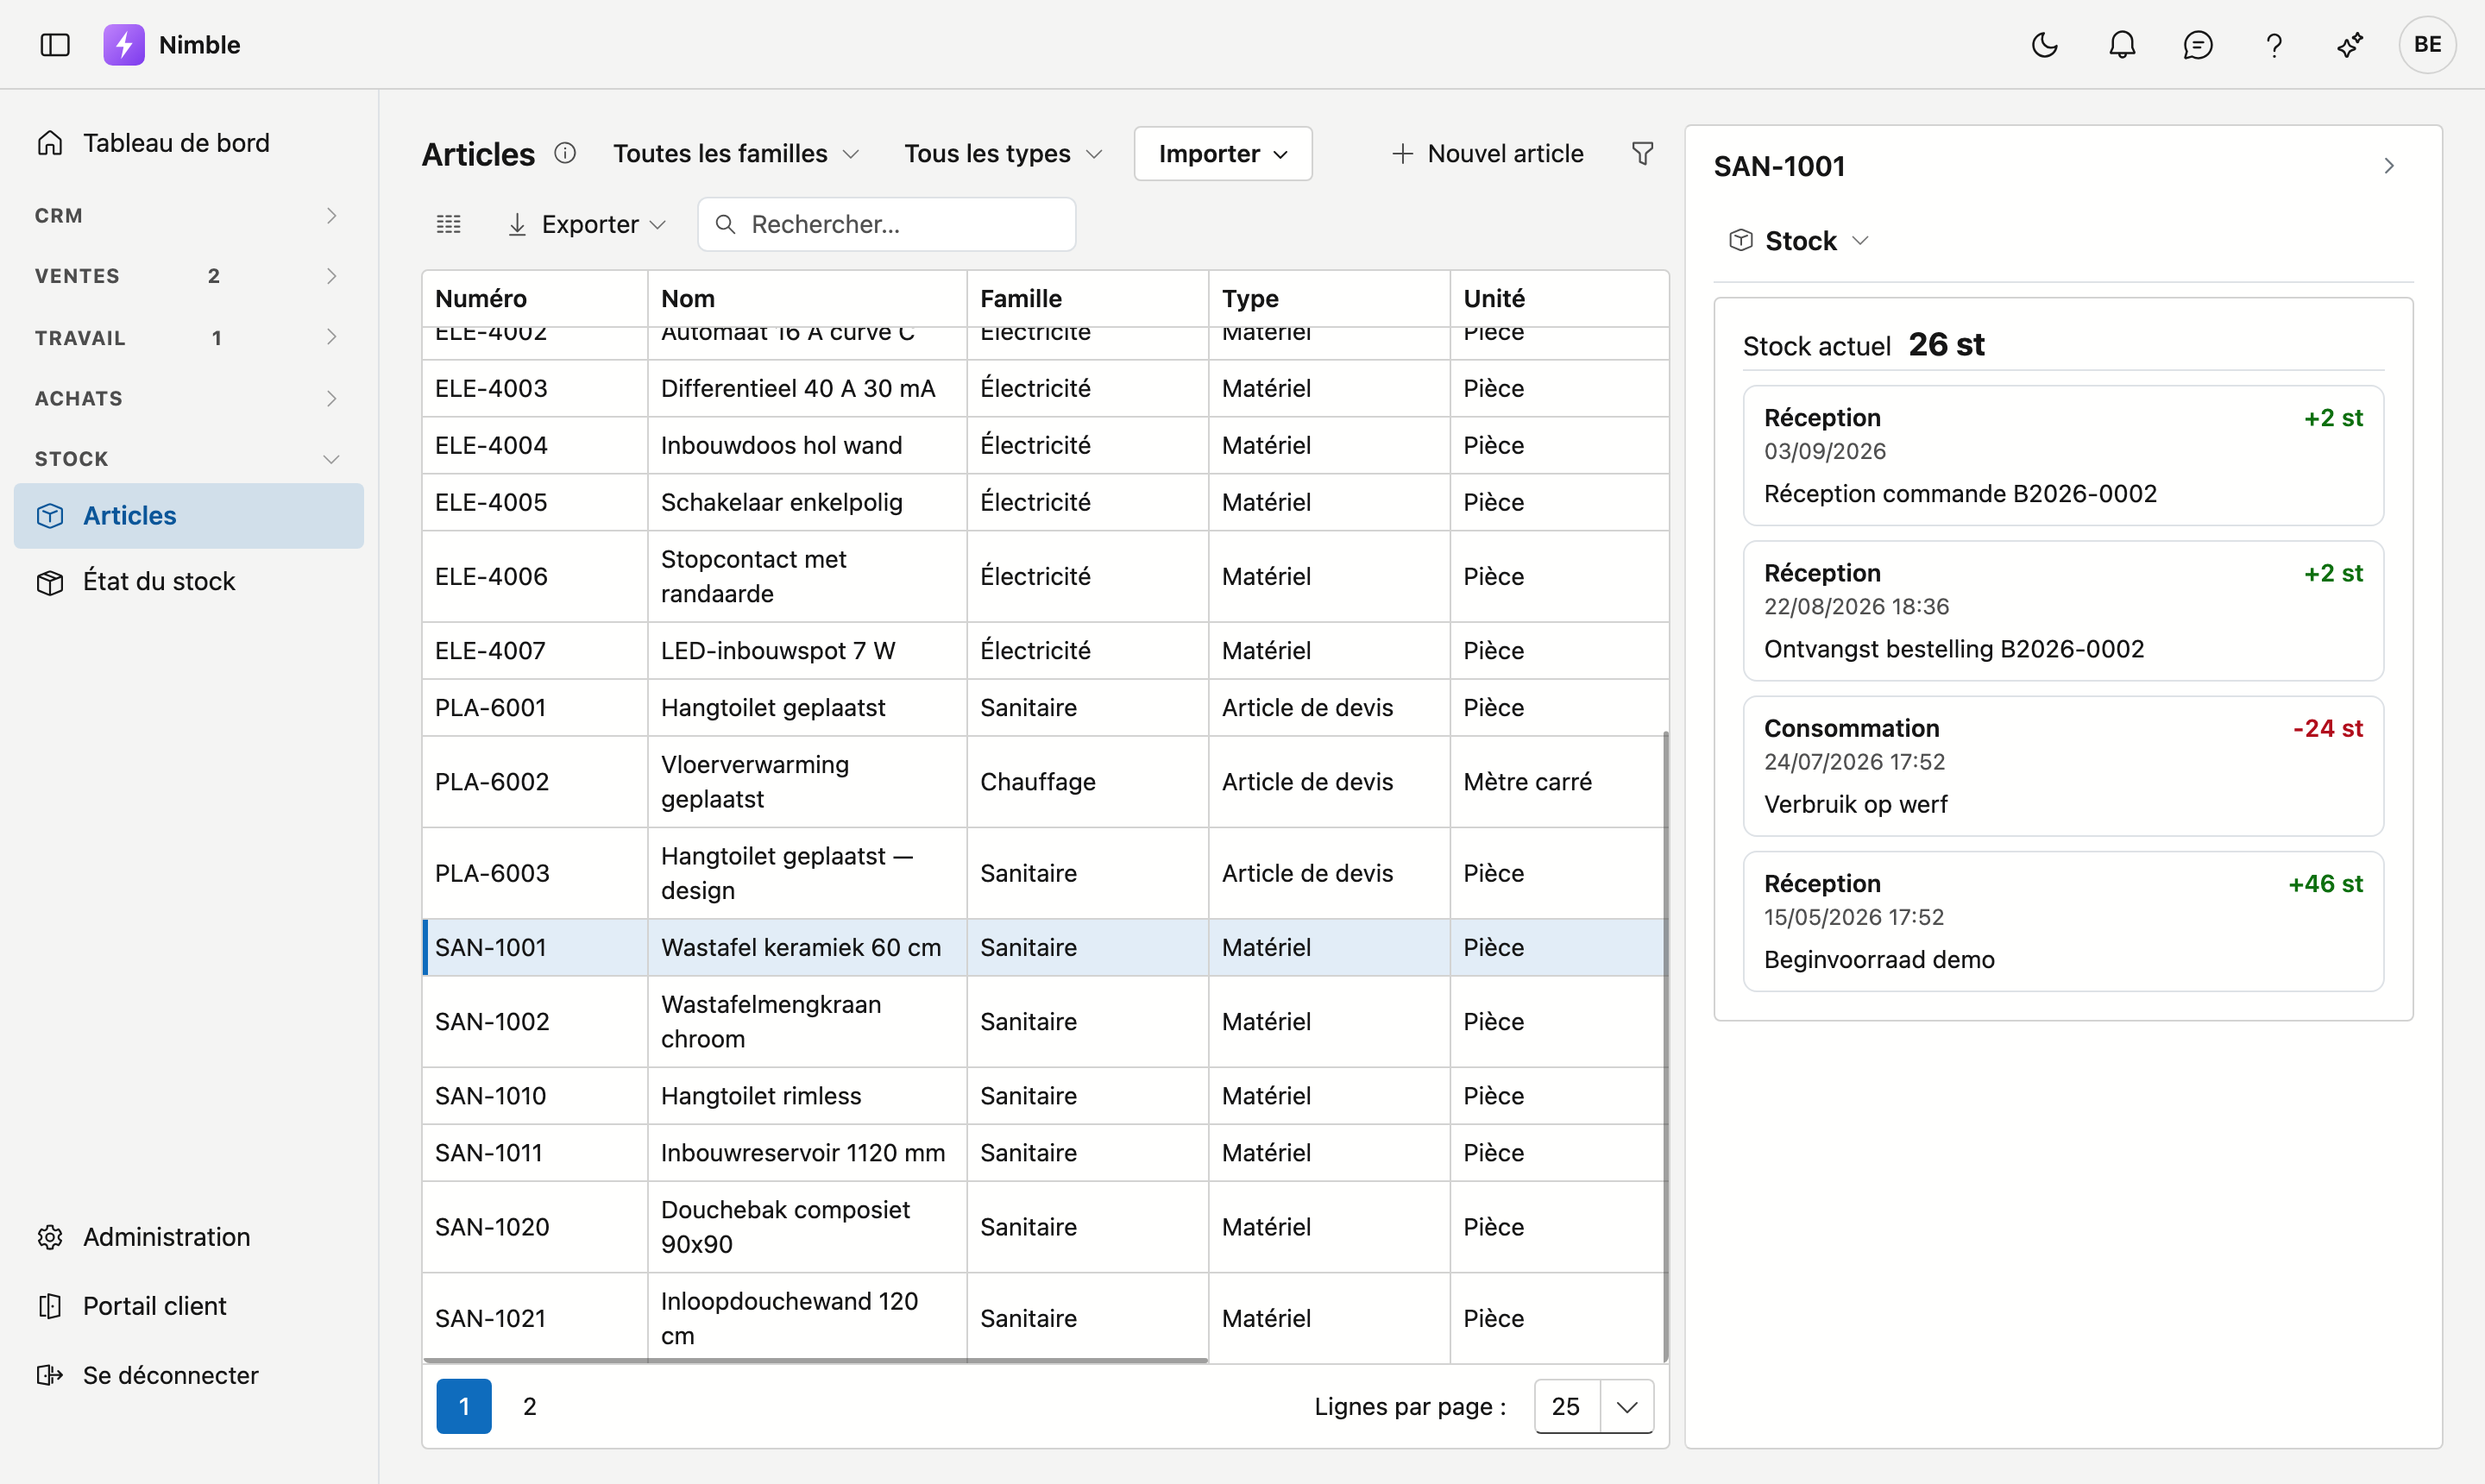 Nimble
BE
Tableau de bord
CRM
VENTES 2
TRAVAIL 1
ACHATS
STOCK
Articles
État du stock
Administration
Portail client
Se déconnecter
Articles Toutes les familles Tous les types Importer Nouvel article
Exporter Rechercher...
Numéro Nom Famille Type Unité
ELE-4002 Automaat 16 A curve C Électricité Matériel Pièce
ELE-4003 Differentieel 40 A 30 mA Électricité Matériel Pièce
ELE-4004 Inbouwdoos hol wand Électricité Matériel Pièce
ELE-4005 Schakelaar enkelpolig Électricité Matériel Pièce
ELE-4006 Stopcontact met
randaarde Électricité Matériel Pièce
ELE-4007 LED-inbouwspot 7 W Électricité Matériel Pièce
PLA-6001 Hangtoilet geplaatst Sanitaire Article de devis Pièce
PLA-6002 Vloerverwarming
geplaatst Chauffage Article de devis Mètre carré
PLA-6003 Hangtoilet geplaatst —
design Sanitaire Article de devis Pièce
SAN-1001 Wastafel keramiek 60 cm Sanitaire Matériel Pièce
SAN-1002 Wastafelmengkraan
chroom Sanitaire Matériel Pièce
SAN-1010 Hangtoilet rimless Sanitaire Matériel Pièce
SAN-1011 Inbouwreservoir 1120 mm Sanitaire Matériel Pièce
SAN-1020 Douchebak composiet
90x90 Sanitaire Matériel Pièce
SAN-1021 Inloopdouchewand 120
cm Sanitaire Matériel Pièce
1 2 Lignes par page : 25
SAN-1001
Stock
Stock actuel 26 st
Réception +2 st
03/09/2026
Réception commande B2026-0002
Réception +2 st
22/08/2026 18:36
Ontvangst bestelling B2026-0002
Consommation -24 st
24/07/2026 17:52
Verbruik op werf
Réception +46 st
15/05/2026 17:52
Beginvoorraad demo